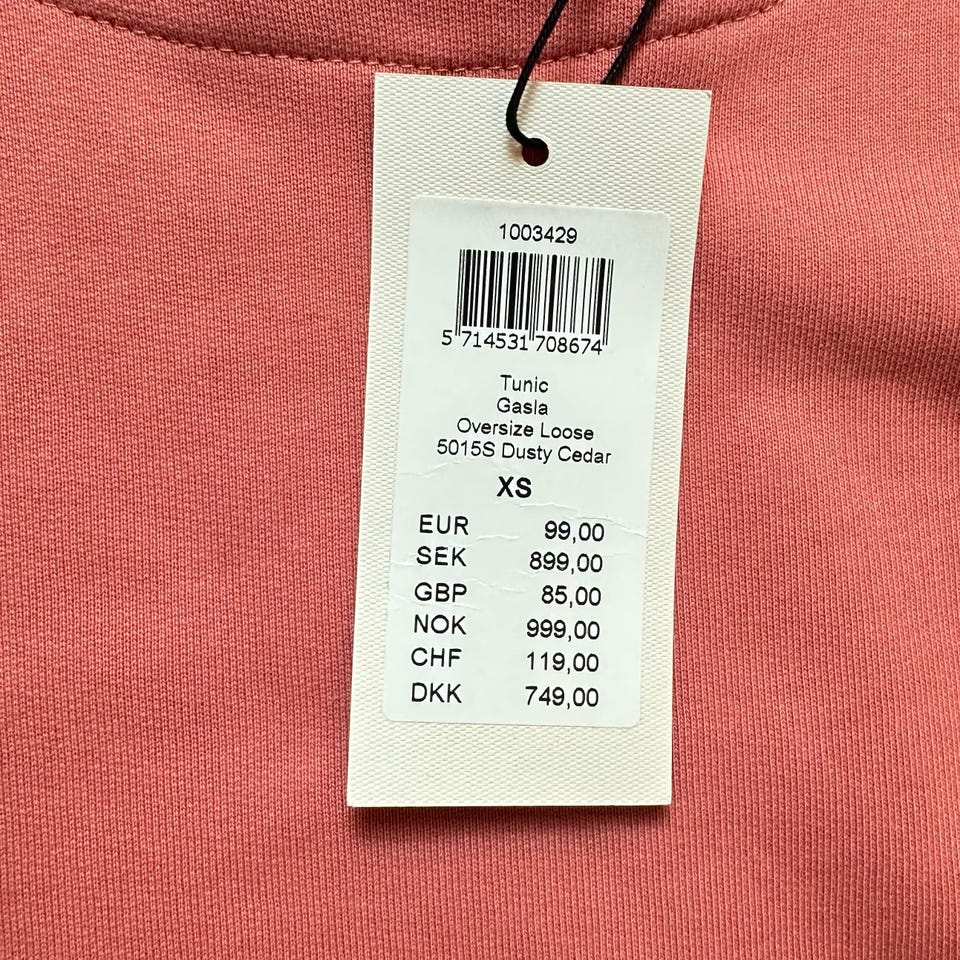 1003429
5 714531 708674
Tunic
Gasla
Oversize Loose
5015S Dusty Cedar
XS
EUR 99,00
SEK 899,00
GBP 85,00
NOK 999,00
CHF 119,00
DKK 749,00